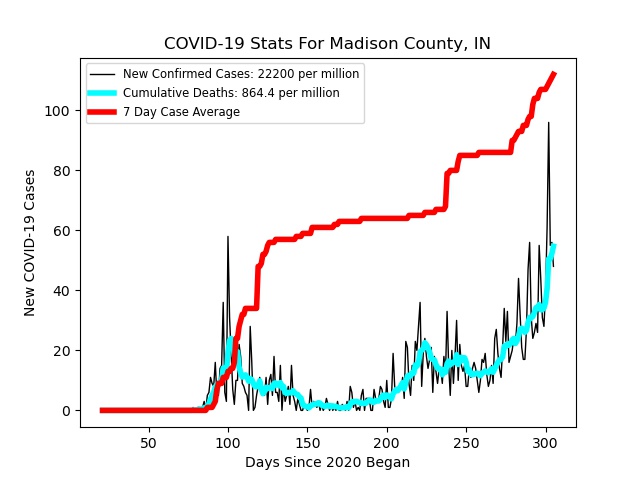 COVID-19 Stats For Madison County, IN
New Confirmed Cases: 22200 per million
Cumulative Deaths: 864.4 per million
7 Day Case Average
New COVID-19 Cases
100
80
60
40
20
0
50 100 150 200 250 300
Days Since 2020 Began